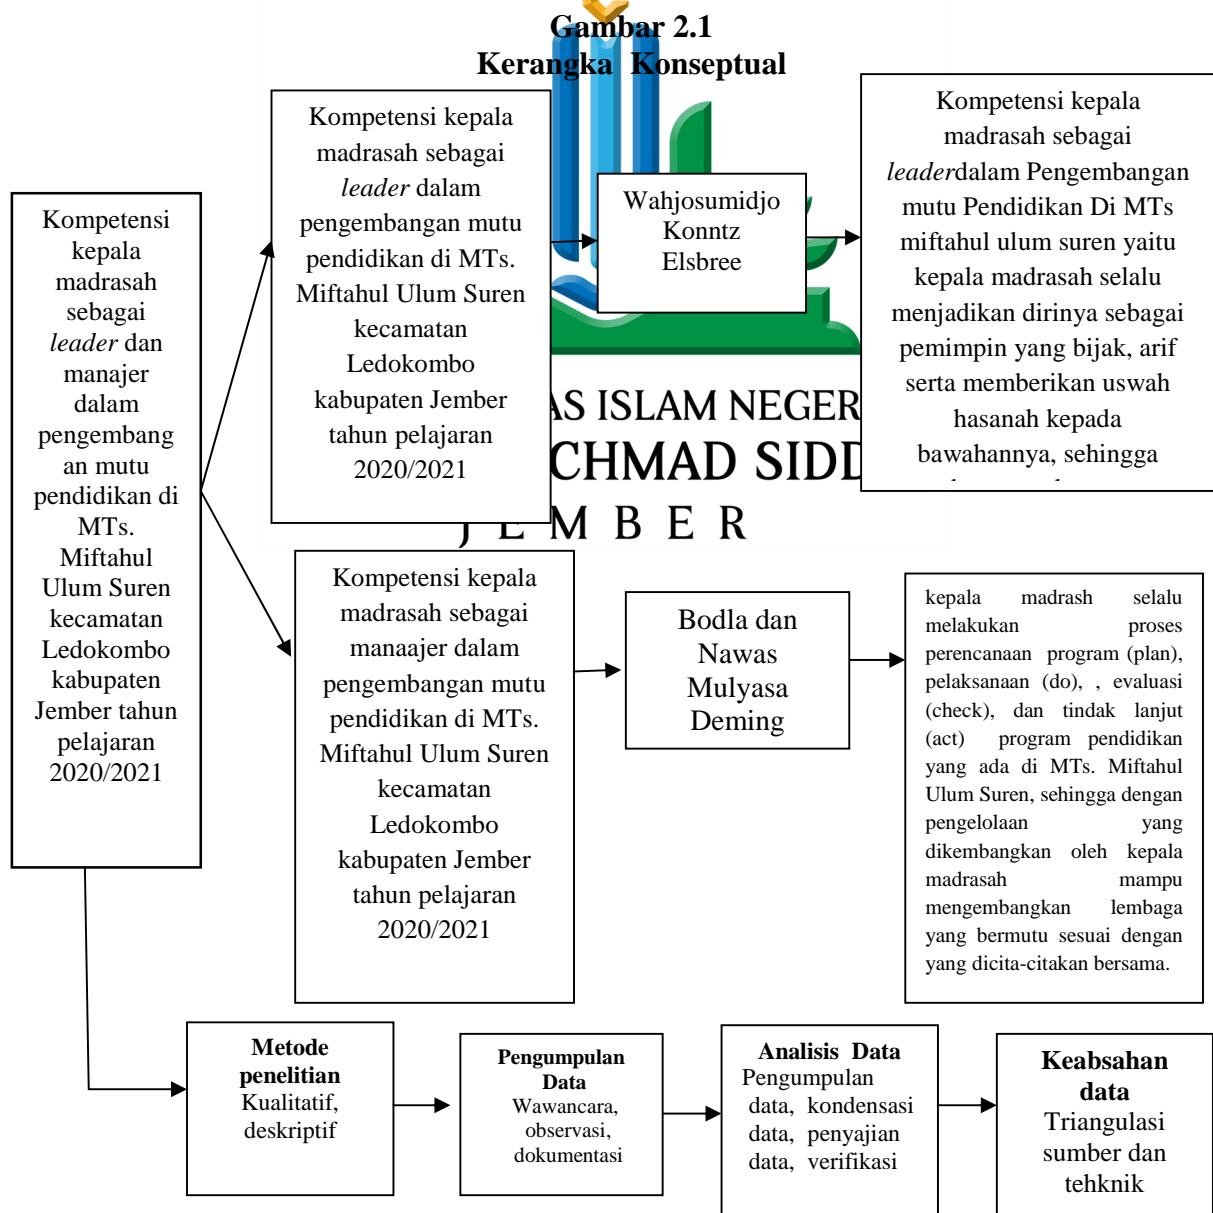 Gambar 2.1
Kerangka Konseptual
Kompetensi
kepala
madrasah
sebagai
leader dan
manajer
dalam
pengembang
an mutu
pendidikan di
MTs.
Miftahul
Ulum Suren
kecamatan
Ledokombo
kabupaten
Jember tahun
pelajaran
2020/2021
Kompetensi kepala
madrasah sebagai
leader dalam
pengembangan mutu
pendidikan di MTs.
Miftahul Ulum Suren
kecamatan
Ledokombo
kabupaten Jember
tahun pelajaran
2020/2021
Wahjosumidjo
Konntz
Elsbree
Kompetensi kepala
madrasah sebagai
leaderdalam Pengembangan
mutu Pendidikan Di MTs
miftahul ulum suren yaitu
kepala madrasah selalu
menjadikan dirinya sebagai
pemimpin yang bijak, arif
serta memberikan uswah
hasanah kepada
bawahannya, sehingga
AS ISLAM NEGER
CHMAD SIDD
JEMBER
Kompetensi kepala
madrasah sebagai
manaajer dalam
pengembangan mutu
pendidikan di MTs.
Miftahul Ulum Suren
kecamatan
Ledokombo
kabupaten Jember
tahun pelajaran
2020/2021
Bodla dan
Nawas
Mulyasa
Deming
kepala madrash selalu
melakukan proses
perencanaan program (plan),
pelaksanaan (do), , evaluasi
(check), dan tindak lanjut
(act) program pendidikan
yang ada di MTs. Miftahul
Ulum Suren, sehingga dengan
pengelolaan yang
dikembangkan oleh kepala
madrasah mampu
mengembangkan lembaga
yang bermutu sesuai dengan
yang dicita-citakan bersama.
Metode
penelitian
Kualitatif,
deskriptif
Pengumpulan
Data
Wawancara,
observasi,
dokumentasi
Analisis Data
Pengumpulan
data, kondensasi
data, penyajian
data, verifikasi
Keabsahan
data
Triangulasi
sumber dan
tehknik